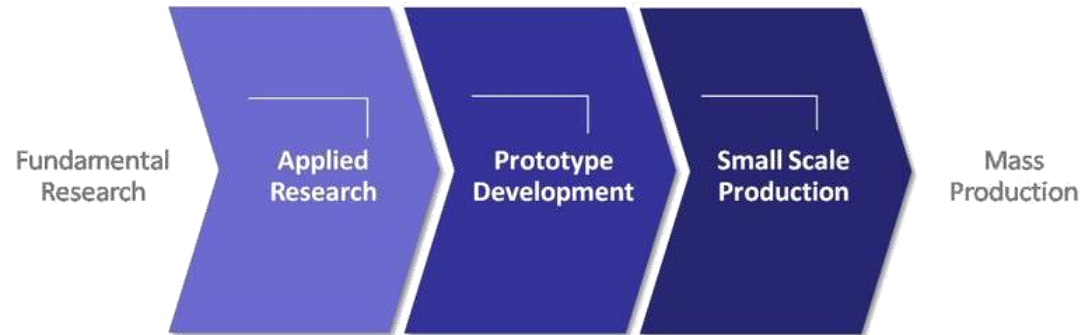 Fundamental
Research
Applied
Research
Prototype
Development
Small Scale
Production
Mass
Production